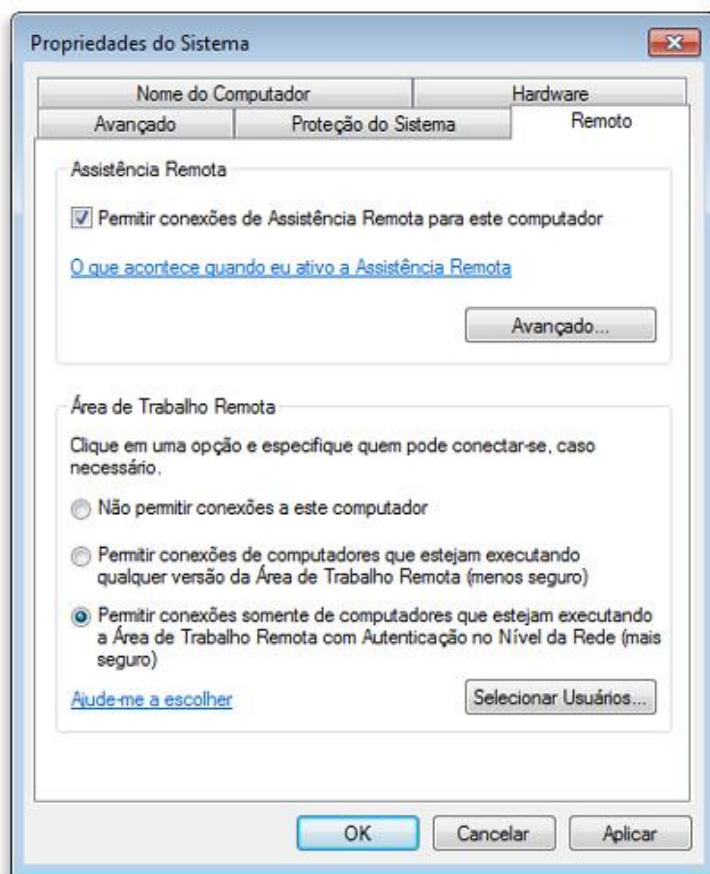 Propriedades do Sistema
Nome do Computador
Hardware
Avançado
Proteção do Sistema
Remoto
Assistência Remota
Permitir conexões de Assistência Remota para este computador
O que acontece quando eu ativo a Assistência Remota
Avançado...
Área de Trabalho Remota
Clique em uma opção e especifique quem pode conectar-se, caso
necessário.
Não permitir conexões a este computador
Permitir conexões de computadores que estejam executando
qualquer versão da Área de Trabalho Remota (menos seguro)
Permitir conexões somente de computadores que estejam executando
a Área de Trabalho Remota com Autenticação no Nível da Rede (mais
seguro)
Ajude-me a escolher
Selecionar Usuários...
OK
Cancelar
Aplicar